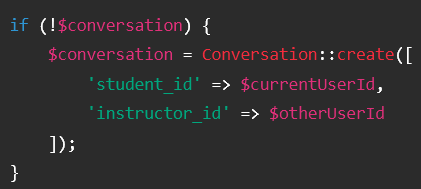 if (!$conversation) {
    $conversation = Conversation::create([
        'student_id' => $currentUserId,
        'instructor_id' => $otherUserId
    ]);
}